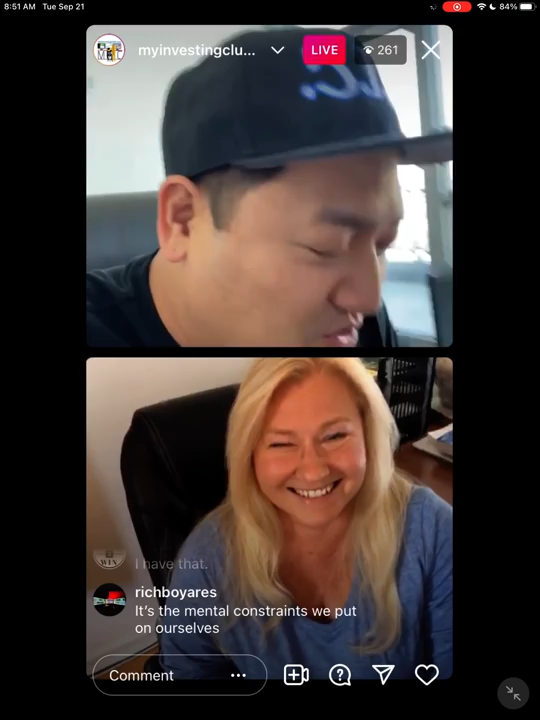 8:51 AM Tue Sep 21
84%
myinvestingclu...
LIVE
261
I have that.
richboyares
It's the mental constraints we put
on ourselves
Comment